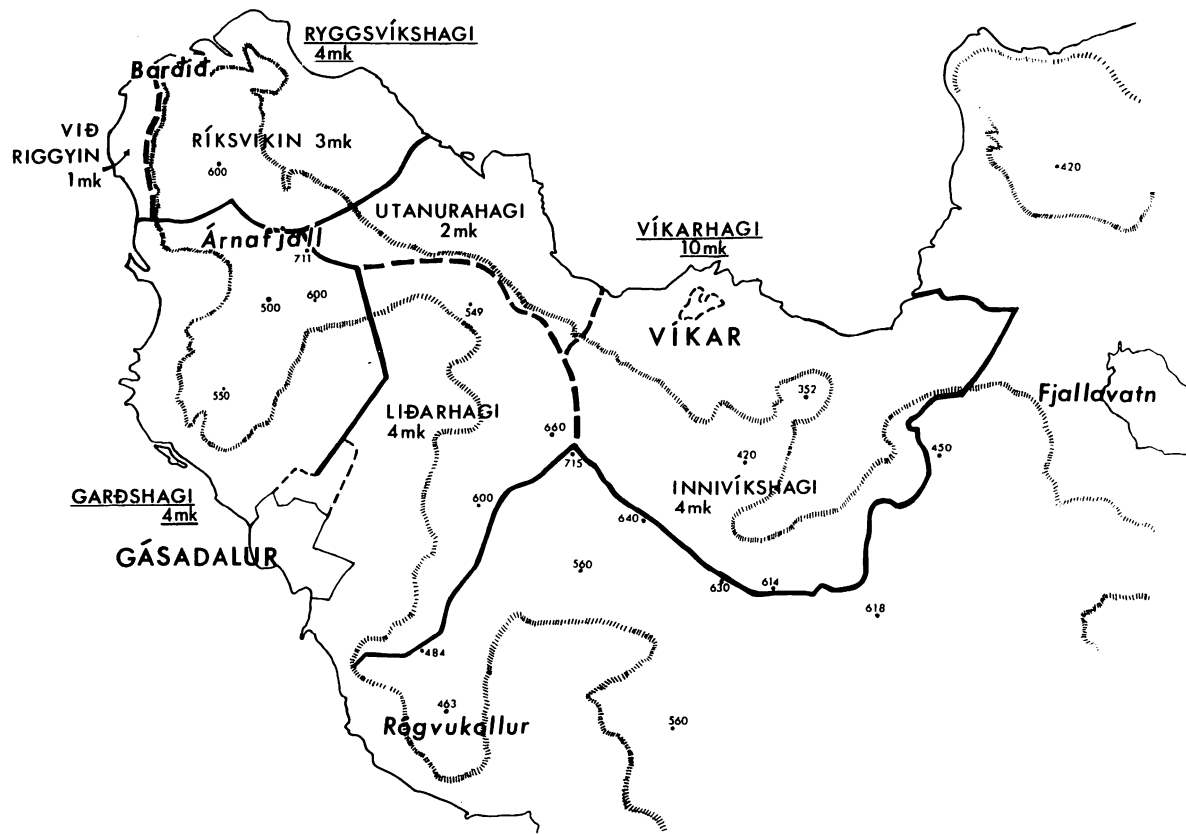 RYGGSVÍKSHAGI
4mk
Barðið
VIÐ
RIGGYIN
1mk
RÍKSVIKIN 3mk
600
420
UTANURAHAGI
2mk
VÍKARHAGI
10mk
Árnafjall
711
500
600
549
VÍKAR
550
352
Fjallavatn
LIÐARHAGI
4mk
660
715
420
450
INNIVÍKSHAGI
4mk
GARÐSHAGI
4mk
600
640
GÁSADALUR
560
630
614
618
484
463
Rógvukollur
560